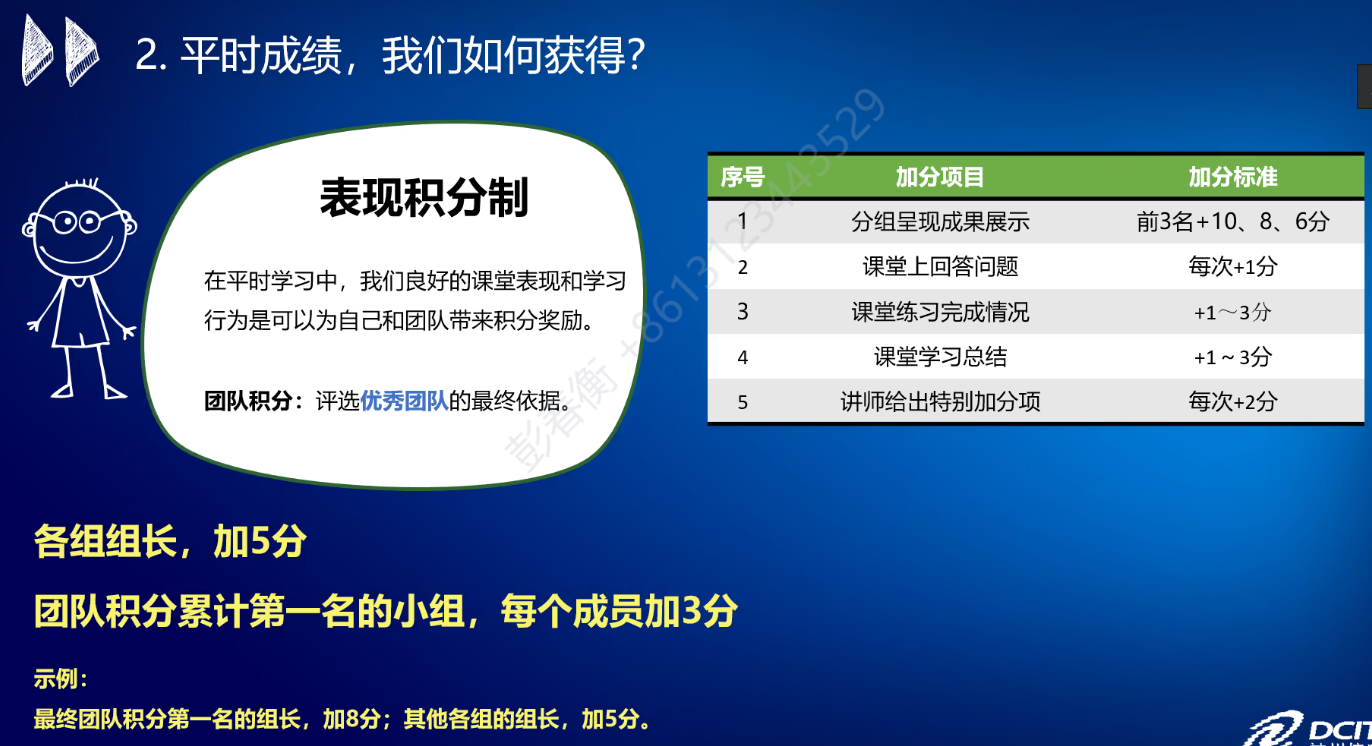 2. 平时成绩，我们如何获得？
表现积分制
在平时学习中，我们良好的课堂表现和学习
行为是可以为自己和团队带来积分奖励。
团队积分：评选优秀团队的最终依据。
序号 加分项目 加分标准
1 分组呈现成果展示 前3名+10、8、6分
2 课堂上回答问题 每次+1分
3 课堂练习完成情况 +1～3分
4 课堂学习总结 +1~3分
5 讲师给出特别加分项 每次+2分
彭春衡 +8613123443529
各组组长，加5分
团队积分累计第一名的小组，每个成员加3分
示例：
最终团队积分第一名的组长，加8分；其他各组的组长，加5分。